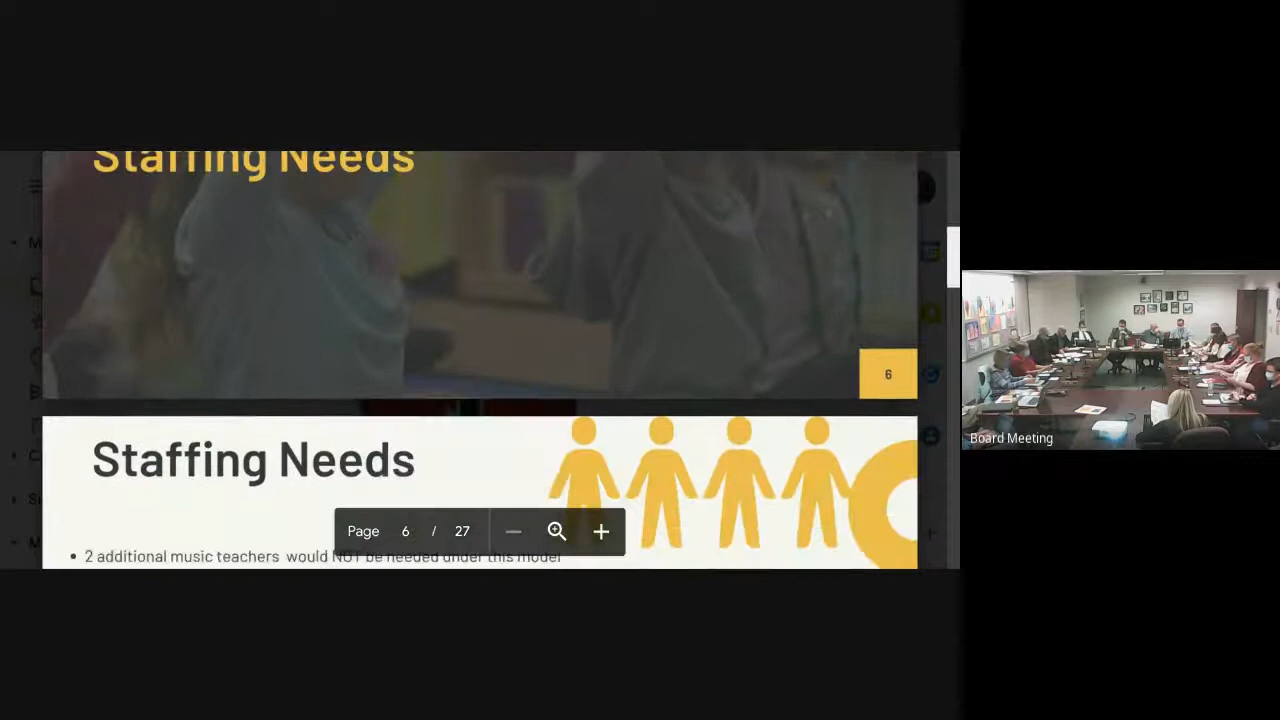 Staffing Needs
6
Staffing Needs
Page 6 / 27
• 2 additional music teachers would NOT be needed under this model
Board Meeting